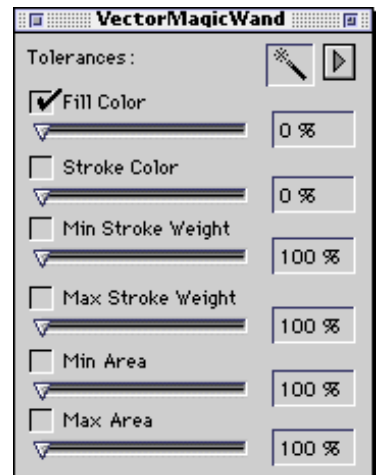 VectorMagicWand
Tolerances:
Fill Color
0 %
Stroke Color
0 %
Min Stroke Weight
100 %
Max Stroke Weight
100 %
Min Area
100 %
Max Area
100 %